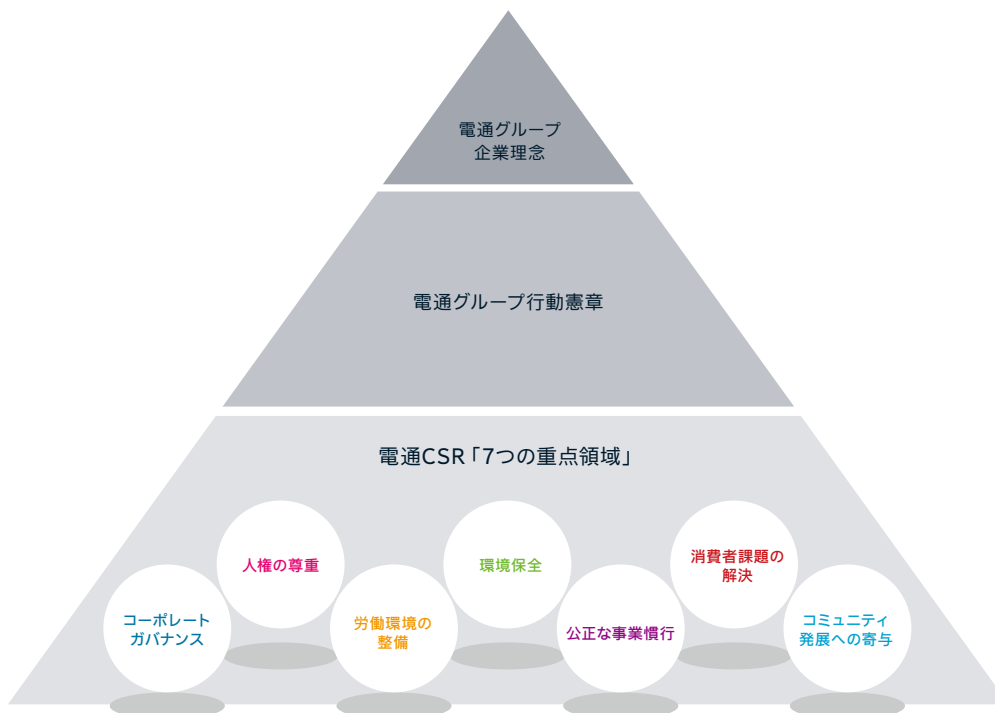 電通グループ
企業理念
電通グループ行動憲章
電通CSR「7つの重点領域」
コーポレート
ガバナンス
人権の尊重
労働環境の
整備
環境保全
公正な事業慣行
消費者課題の
解決
コミュニティ
発展への寄与